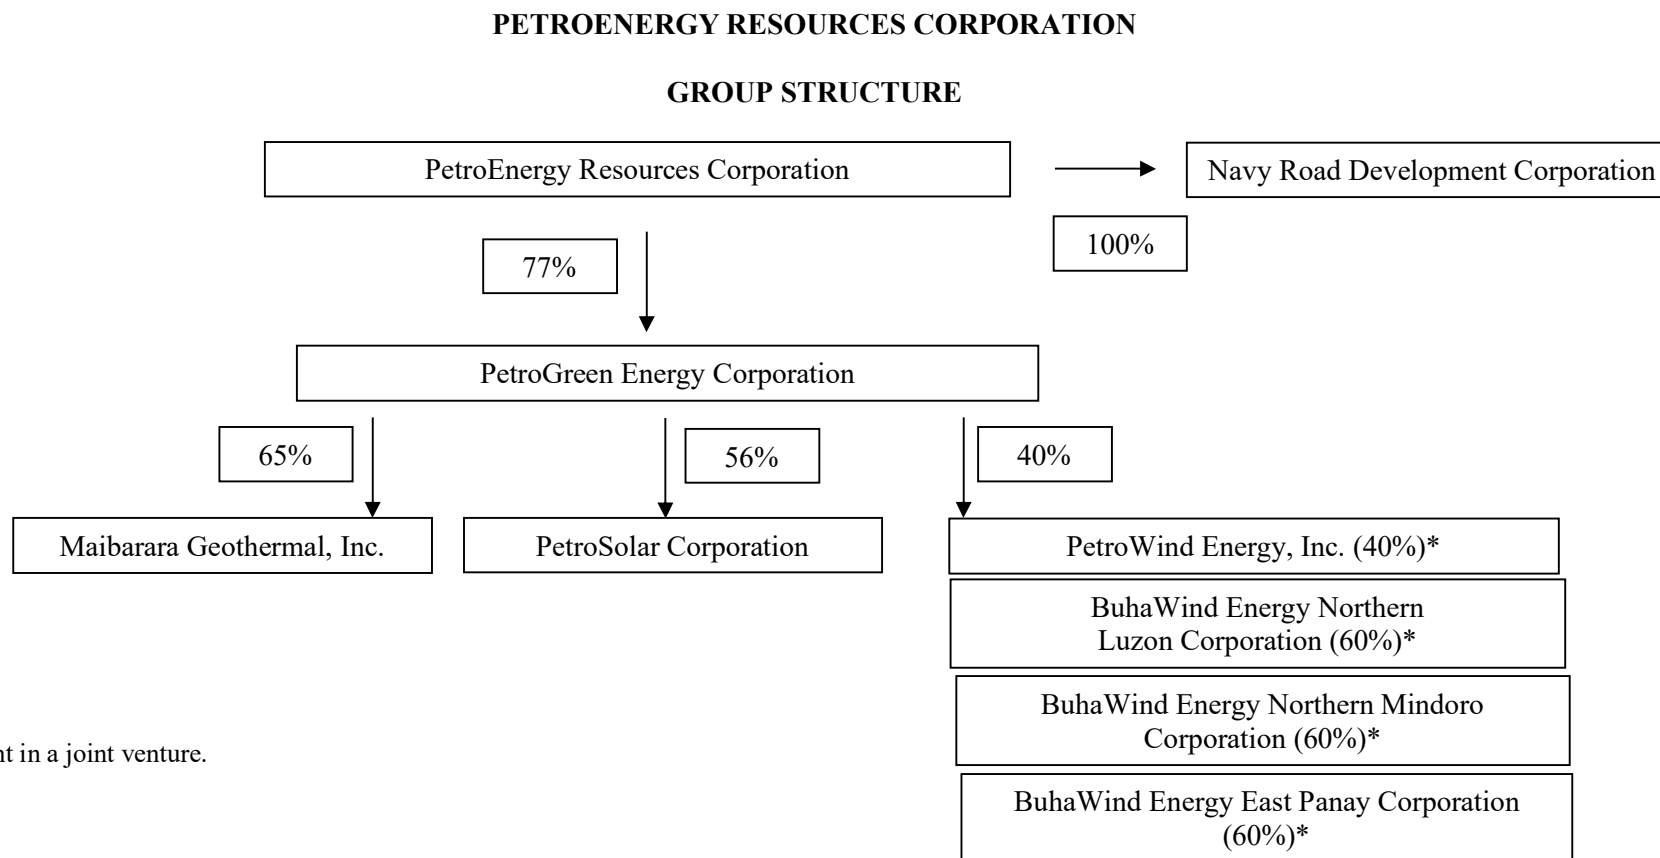 PETROENERGY RESOURCES CORPORATION
GROUP STRUCTURE
PetroEnergy Resources Corporation
Navy Road Development Corporation
100%
77%
PetroGreen Energy Corporation
65%
56%
40%
Maibarara Geothermal, Inc.
PetroSolar Corporation
PetroWind Energy, Inc. (40%)*
BuhaWind Energy Northern
Luzon Corporation (60%)*
BuhaWind Energy Northern Mindoro
Corporation (60%)*
in a joint venture.
BuhaWind Energy East Panay Corporation
(60%)*